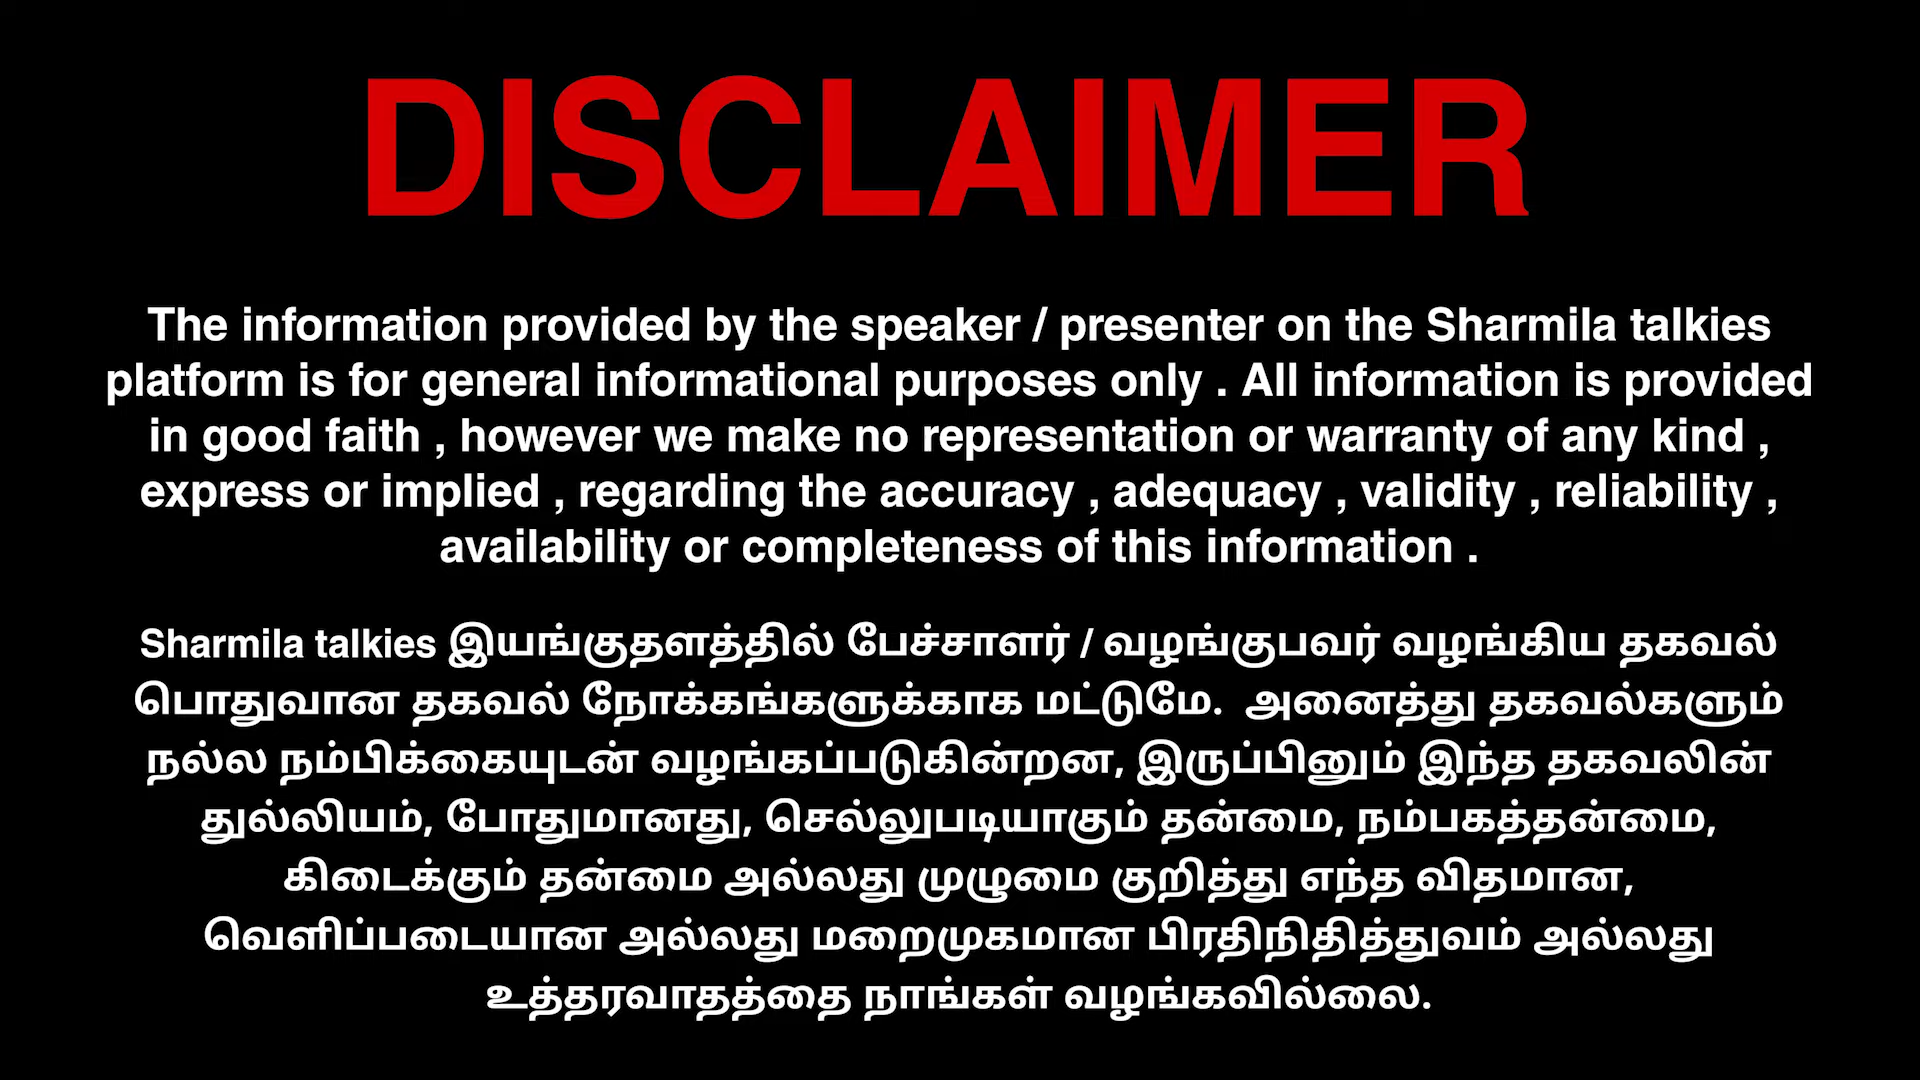 DISCLAIMER
The information provided by the speaker / presenter on the Sharmila talkies
platform is for general informational purposes only . All information is provided
in good faith , however we make no representation or warranty of any kind ,
express or implied , regarding the accuracy , adequacy , validity , reliability ,
availability or completeness of this information .
Sharmila talkies இயங்குதளத்தில் பேச்சாளர் / வழங்குபவர் வழங்கிய தகவல்
பொதுவான தகவல் நோக்கங்களுக்காக மட்டுமே.  அனைத்து தகவல்களும்
நல்ல நம்பிக்கையுடன் வழங்கப்படுகின்றன, இருப்பினும் இந்த தகவலின்
துல்லியம், போதுமானது, செல்லுபடியாகும் தன்மை, நம்பகத்தன்மை,
கிடைக்கும் தன்மை அல்லது முழுமை குறித்து எந்த விதமான,
வெளிப்படையான அல்லது மறைமுகமான பிரதிநிதித்துவம் அல்லது
உத்தரவாதத்தை நாங்கள் வழங்கவில்லை.